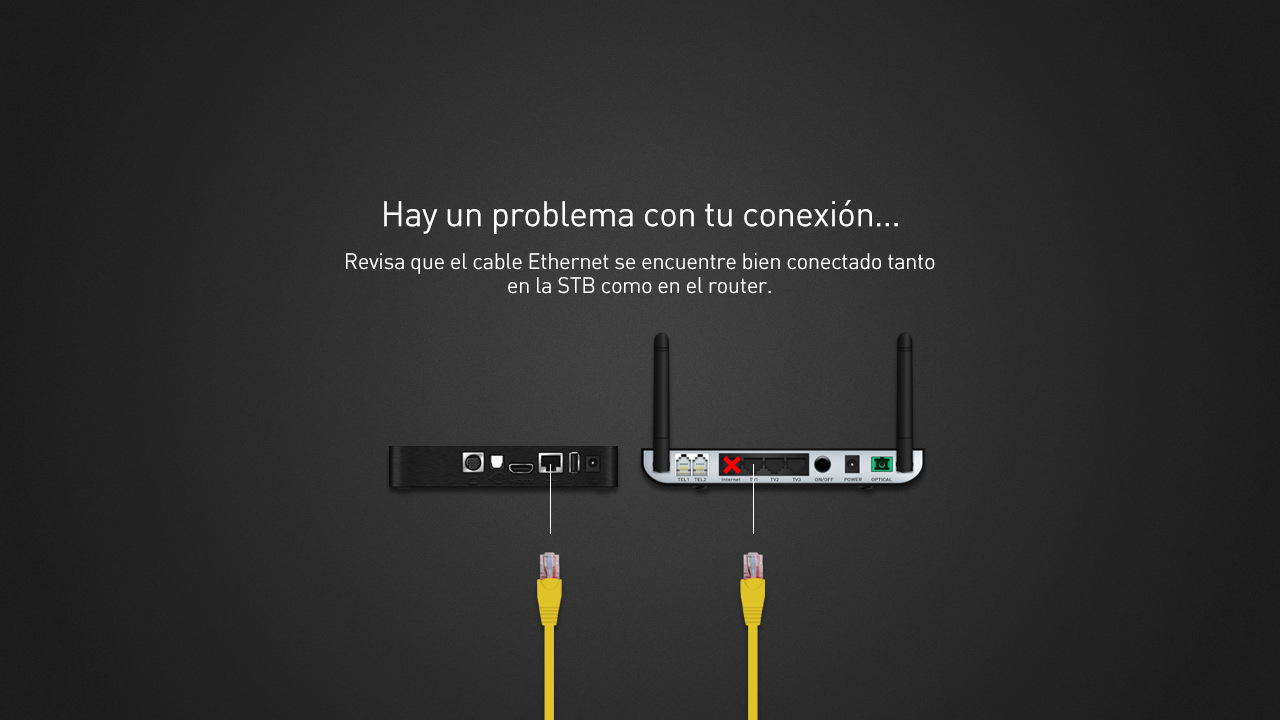 Hay un problema con tu conexión...
Revisa que el cable Ethernet se encuentre bien conectado tanto
en la STB como en el router.
TEL1 TEL2 Internet TV1 TV2 TV3 ON/OFF POWER OPTICAL